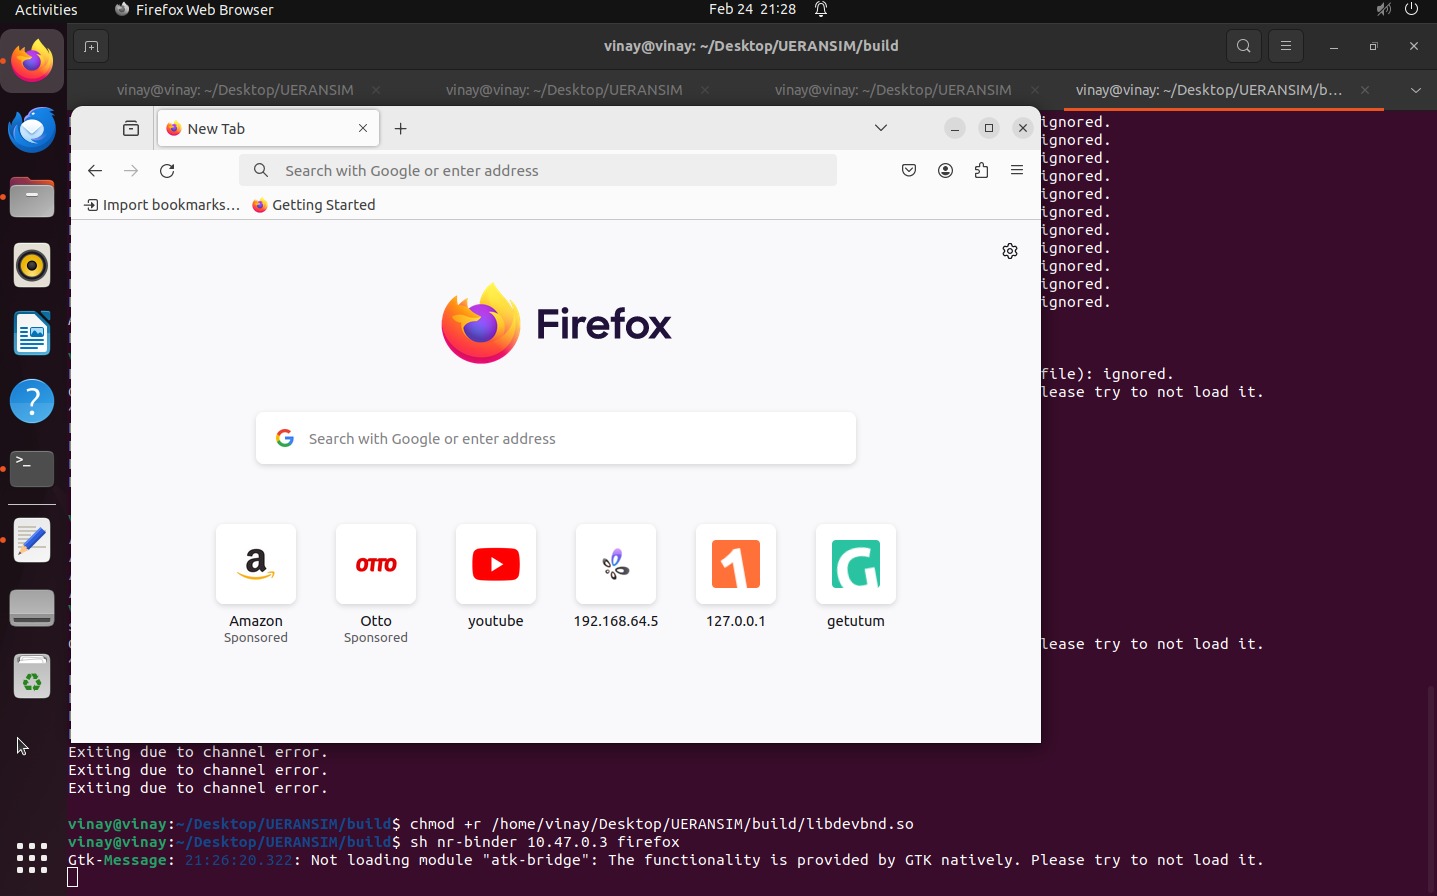 Activities
Firefox Web Browser
Feb 24 21:28
vinay@vinay: ~/Desktop/UERANSIM/build
vinay@vinay: ~/Desktop/UERANSIM
vinay@vinay: ~/Desktop/UERANSIM
vinay@vinay: ~/Desktop/UERANSIM
vinay@vinay: ~/Desktop/UERANSIM/b...
New Tab
Search with Google or enter address
Import bookmarks...
Getting Started
Firefox
Search with Google or enter address
a
OTTO
Amazon
Sponsored
Otto
Sponsored
youtube
192.168.64.5
1
127.0.0.1
G
getutum
ignored.
ignored.
ignored.
ignored.
ignored.
ignored.
ignored.
ignored.
ignored.
ignored.
ignored.
file): ignored.
lease try to not load it.
lease try to not load it.
Exiting due to channel error.
Exiting due to channel error.
Exiting due to channel error.
vinay@vinay:~/Desktop/UERANSIM/build$ chmod +r /home/vinay/Desktop/UERANSIM/build/libdevbnd.so
vinay@vinay:~/Desktop/UERANSIM/build$ sh nr-binder 10.47.0.3 firefox
Gtk-Message: 21:26:20.322: Not loading module "atk-bridge": The functionality is provided by GTK natively. Please try to not load it.